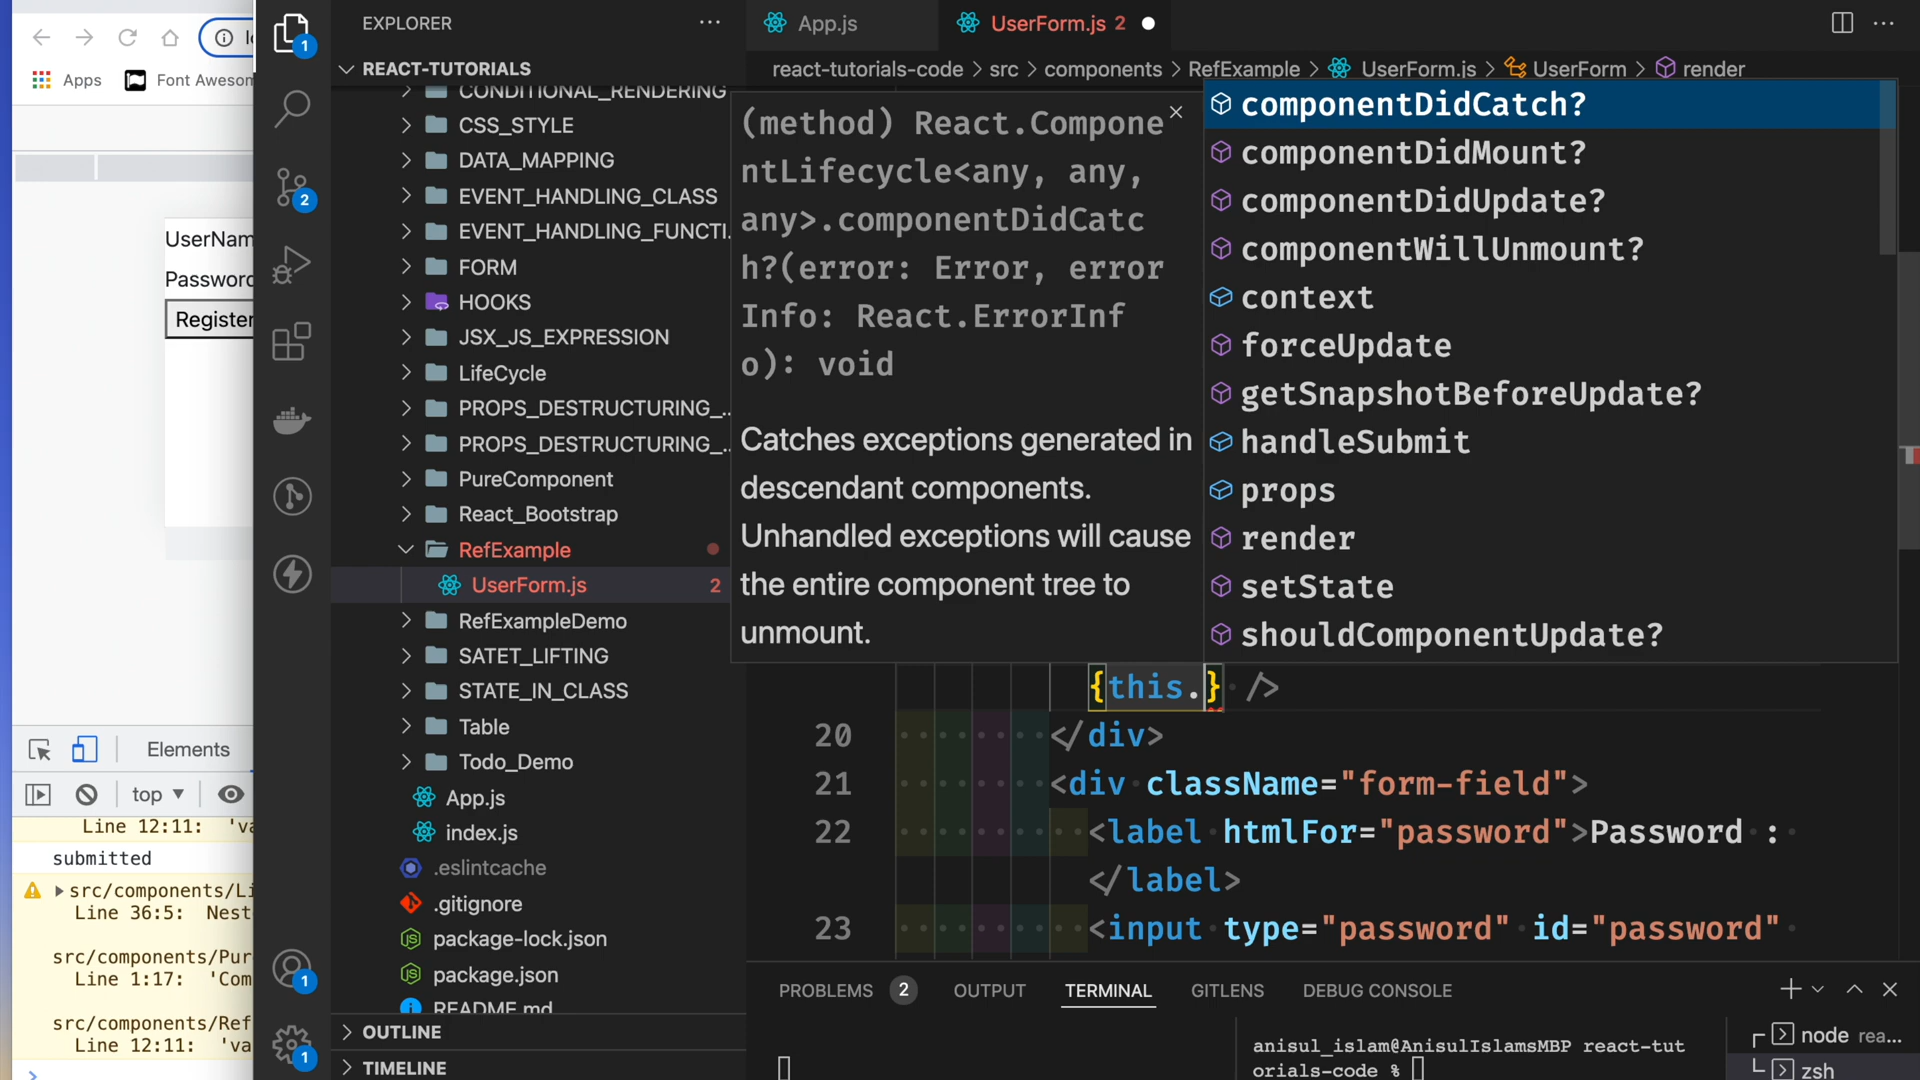 Apps
Font Awesom
UserNam
Password
Register
Elements
top ▼
Line 12:11: 'va
submitted
src/components/Li
Line 36:5: Nest
src/components/Pur
Line 1:17: 'Com
src/components/Ref
Line 12:11: 'va
1
2
1
1
EXPLORER
REACT-TUTORIALS
CONDITIONAL_RENDERING
CSS_STYLE
DATA_MAPPING
EVENT_HANDLING_CLASS
EVENT_HANDLING_FUNCTI...
FORM
HOOKS
JSX_JS_EXPRESSION
LifeCycle
PROPS_DESTRUCTURING_...
PROPS_DESTRUCTURING_...
PureComponent
React_Bootstrap
RefExample
UserForm.js 2
RefExampleDemo
SATET_LIFTING
STATE_IN_CLASS
Table
Todo_Demo
App.js
index.js
.eslintcache
.gitignore
package-lock.json
package.json
README.md
OUTLINE
TIMELINE
App.js
UserForm.js 2
react-tutorials-code > src > components > RefExample > UserForm.js > UserForm > render
(method) React.Compone
ntLifecycle<any, any,
any>.componentDidCatc
h?(error: Error, error
Info: React.ErrorInf
o): void
Catches exceptions generated in
descendant components.
Unhandled exceptions will cause
the entire component tree to
unmount.
componentDidCatch?
componentDidMount?
componentDidUpdate?
componentWillUnmount?
context
forceUpdate
getSnapshotBeforeUpdate?
handleSubmit
props
render
setState
shouldComponentUpdate?
{this.} />
20 </div>
21 <div className="form-field">
22 <label htmlFor="password">Password :
</label>
23 <input type="password" id="password"
PROBLEMS 2 OUTPUT TERMINAL GITLENS DEBUG CONSOLE
anisul_islam@AnisulIslamsMBP react-tut
orials-code %
node rea...
zsh